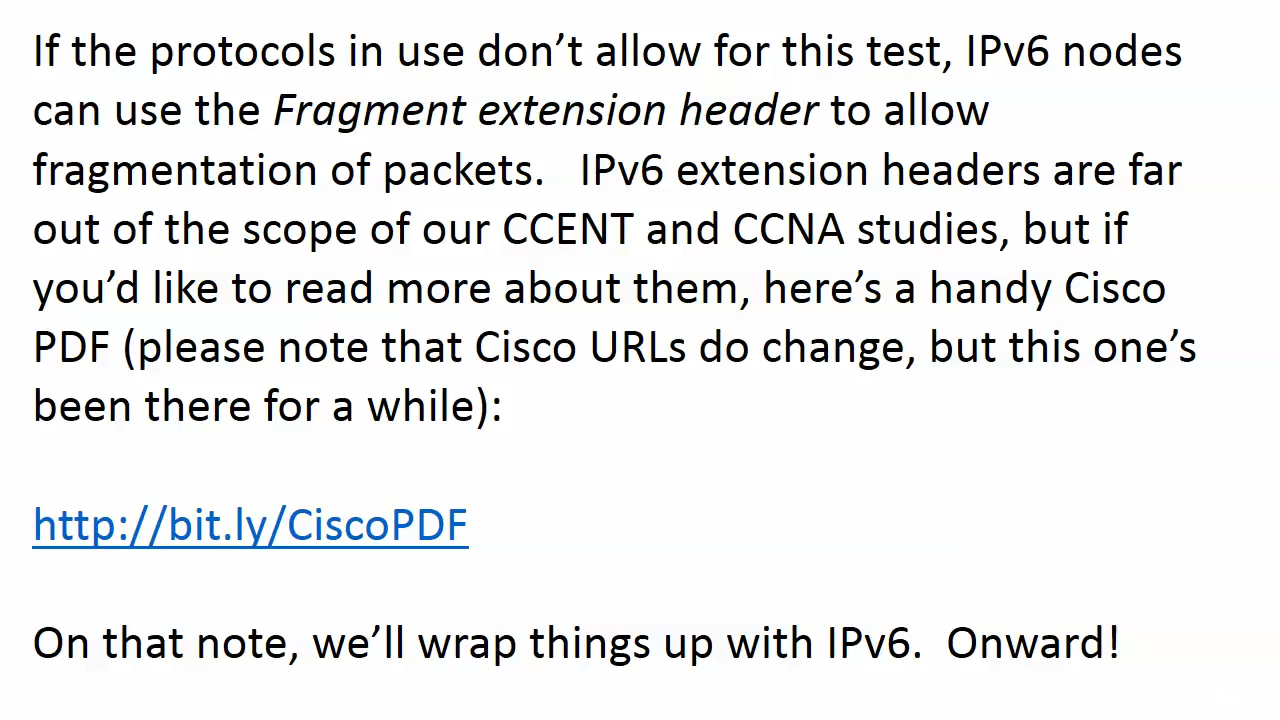 If the protocols in use don’t allow for this test, IPv6 nodes
can use the Fragment extension header to allow
fragmentation of packets.   IPv6 extension headers are far
out of the scope of our CCENT and CCNA studies, but if
you’d like to read more about them, here’s a handy Cisco
PDF (please note that Cisco URLs do change, but this one’s
been there for a while):
http://bit.ly/CiscoPDF
On that note, we’ll wrap things up with IPv6.  Onward!